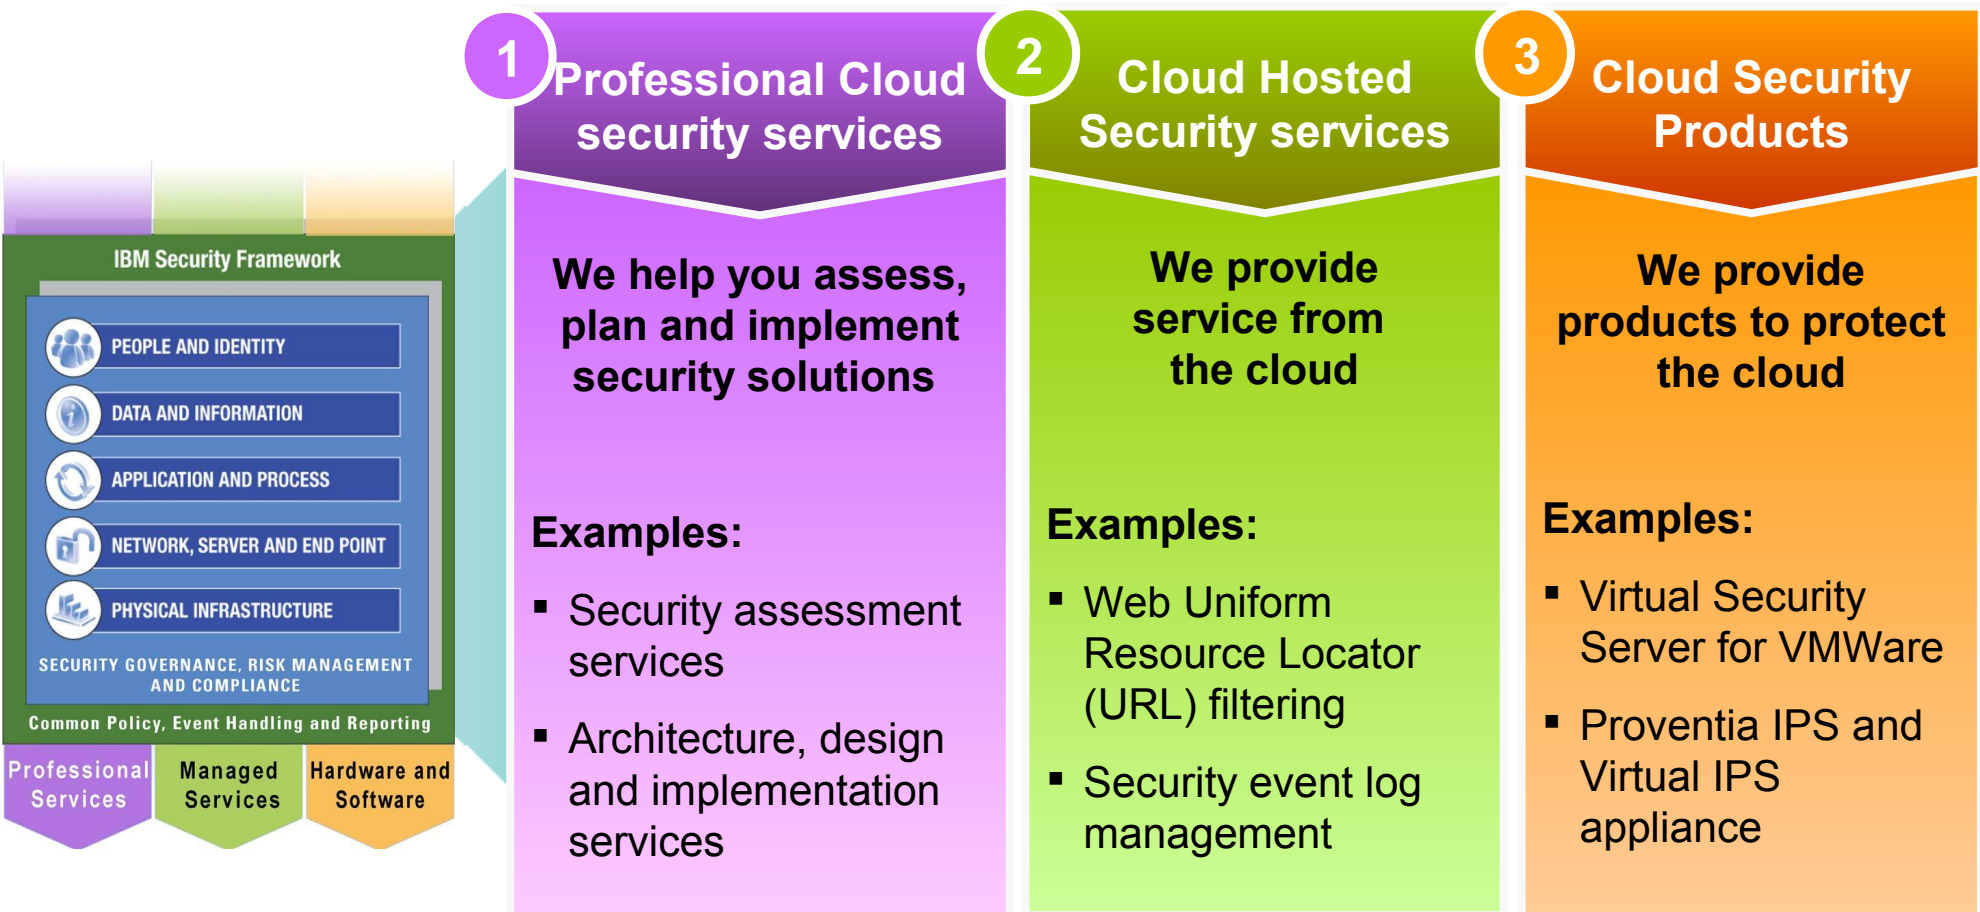 IBM Security Framework
PEOPLE AND IDENTITY
DATA AND INFORMATION
APPLICATION AND PROCESS
NETWORK, SERVER AND END POINT
PHYSICAL INFRASTRUCTURE
SECURITY GOVERNANCE, RISK MANAGEMENT
AND COMPLIANCE
Common Policy, Event Handling and Reporting
Professional
Services
Managed
Services
Hardware and
Software
1
Professional Cloud
security services
We help you assess,
plan and implement
security solutions
Examples:
▪ Security assessment
services
▪ Architecture, design
and implementation
services
2
Cloud Hosted
Security services
We provide
service from
the cloud
Examples:
▪ Web Uniform
Resource Locator
(URL) filtering
▪ Security event log
management
3
Cloud Security
Products
We provide
products to protect
the cloud
Examples:
▪ Virtual Security
Server for VMWare
▪ Proventia IPS and
Virtual IPS
appliance